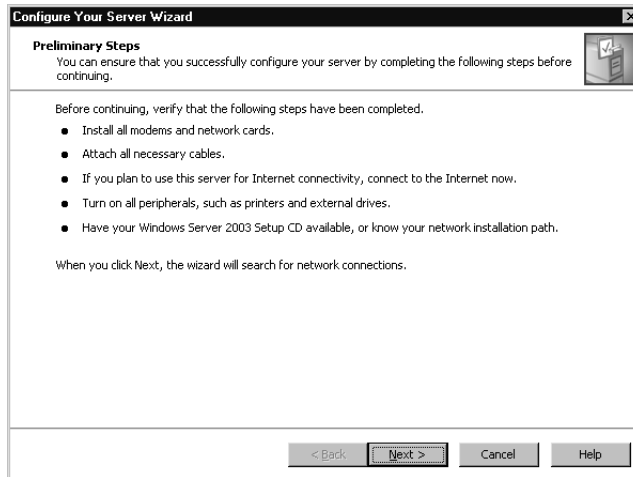 Configure Your Server Wizard
Preliminary Steps
You can ensure that you successfully configure your server by completing the following steps before
continuing.
Before continuing, verify that the following steps have been completed.
• Install all modems and network cards.
• Attach all necessary cables.
• If you plan to use this server for Internet connectivity, connect to the Internet now.
• Turn on all peripherals, such as printers and external drives.
• Have your Windows Server 2003 Setup CD available, or know your network installation path.
When you click Next, the wizard will search for network connections.
< Back Next > Cancel Help